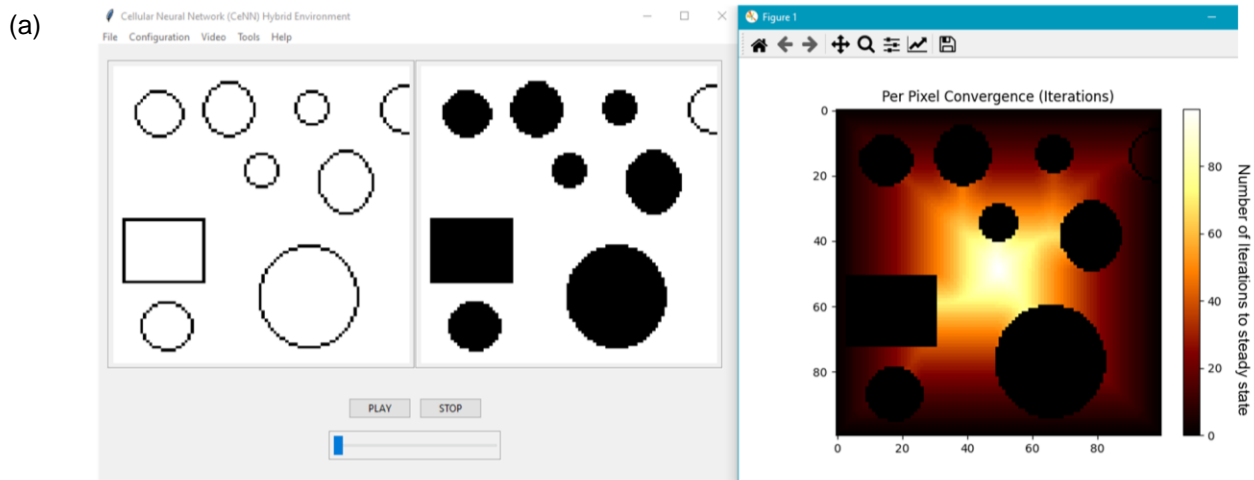 (a)
Cellular Neural Network (CeNN) Hybrid Environment
File Configuration Video Tools Help
PLAY STOP
Figure 1
Per Pixel Convergence (Iterations)
0
20
40
60
80
0 20 40 60 80
80
60
40
20
0
Number of Iterations to steady state